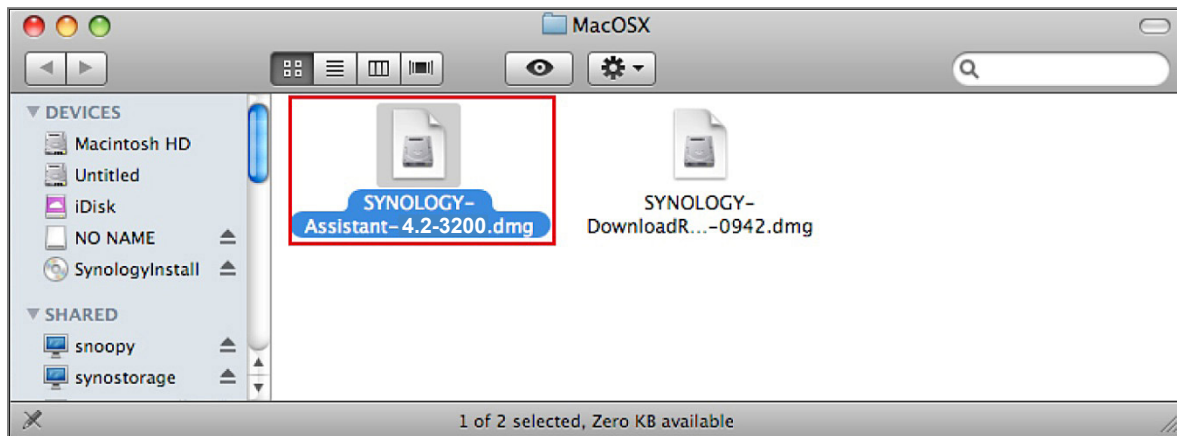 MacOSX
DEVICES
Macintosh HD
Untitled
iDisk
NO NAME
SynologyInstall
SHARED
snoopy
synostorage
SYNOLOGY-
Assistant-4.2-3200.dmg
SYNOLOGY-
DownloadR...-0942.dmg
1 of 2 selected, Zero KB available